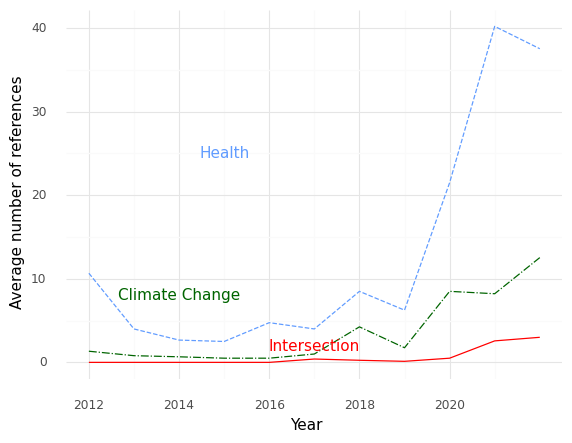 40
30
20
10
0
Average number of references
Health
Climate Change
Intersection
2012
2014
2016
2018
2020
Year